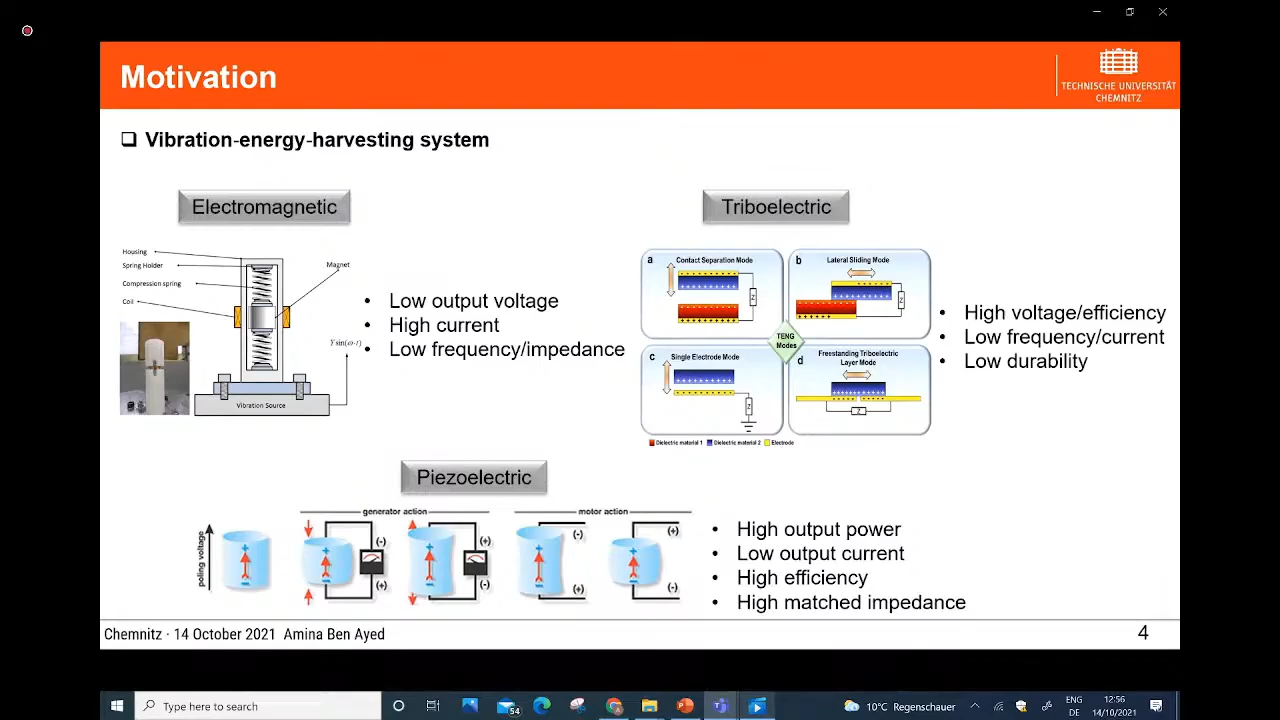 Motivation
TECHNISCHE UNIVERSITÄT
CHEMNITZ
Vibration-energy-harvesting system
Electromagnetic
Housing
Spring Holder
Compression spring
Coil
Magnet
Y sin(ω·t)
Vibration Source
• Low output voltage
• High current
• Low frequency/impedance
Triboelectric
a Contact Separation Mode
Z
b Lateral Sliding Mode
Z
TENG
Modes
c Single Electrode Mode
Z
d Freestanding Triboelectric
Layer Mode
Z
Dielectric material 1 Dielectric material 2 Electrode
• High voltage/efficiency
• Low frequency/current
• Low durability
Piezoelectric
poling voltage
generator action
(-)
(+)
(+)
(-)
motor action
(-)
(+)
(+)
(-)
• High output power
• Low output current
• High efficiency
• High matched impedance
Chemnitz · 14 October 2021 Amina Ben Ayed
4
Type here to search
54
10°C Regenschauer
ENG
DE
12:56
14/10/2021